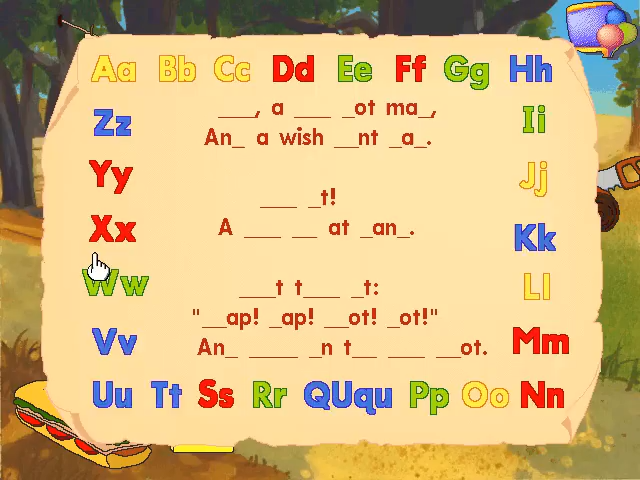 Aa Bb Cc Dd Ee Ff Gg Hh
Zz
___, a ___ _ot ma_,
Ii
An_ a wish __nt _a_.
Yy
Jj
___ _t!
Xx
A ___ __ at _an_.
Kk
Ww
___t t___ _t:
Ll
"__ap! _ap! __ot! _ot!"
Vv
An_ ____ _n t__ ___ __ot.
Mm
Uu Tt Ss Rr QUqu Pp Oo Nn